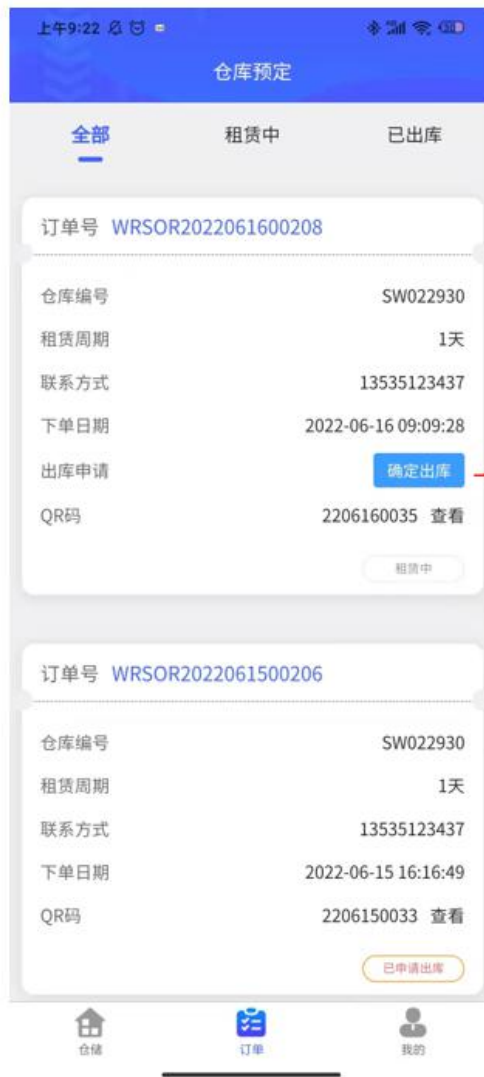 上午9:22
仓库预定
全部 租赁中 已出库
订单号 WRSOR2022061600208
仓库编号 SW022930
租赁周期 1天
联系方式 13535123437
下单日期 2022-06-16 09:09:28
出库申请 确定出库
QR码 2206160035 查看
租赁中
订单号 WRSOR2022061500206
仓库编号 SW022930
租赁周期 1天
联系方式 13535123437
下单日期 2022-06-15 16:16:49
QR码 2206150033 查看
已申请出库
仓储 订单 我的